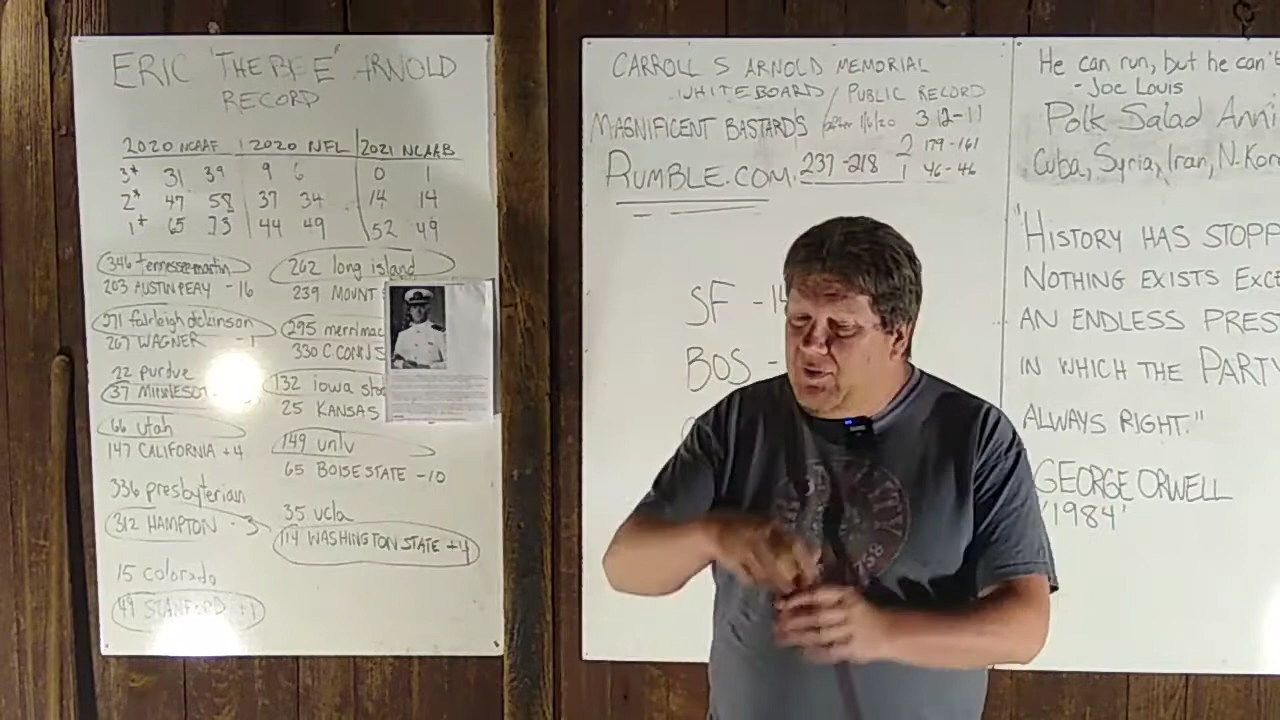 ERIC "THE BEE" ARNOLD
RECORD
2020 NCAAF | 2020 NFL | 2021 NCAAB
3* 31 39 9 6 0 1
2* 47 58 37 34 14 14
1* 65 73 44 49 52 49
346 tennessee-martin
203 AUSTIN PEAY -16
271 fairleigh dickinson
267 WAGNER -1
22 purdue
37 MINNESO
66 utah
147 CALIFORNIA +4
336 presbyterian
312 HAMPTON - 3
15 colorado
49 STANFORD +1
262 long island
239 MOUNT
295 merrimac
330 C. CONN S
132 iowa sta
25 KANSAS
149 unlv
65 BOISE STATE -10
35 ucla
114 WASHINGTON STATE +4
CARROLL S ARNOLD MEMORIAL
WHITEBOARD / PUBLIC RECORD
MAGNIFICENT BASTARDS 1/6/20 3 12-11
2 179-161
RUMBLE.COM. 237-218 1 46-46
SF -14
BOS -
He can run, but he can't
- Joe Louis
Polk Salad Anni
Cuba, Syria, Iran, N. Kor
"HISTORY HAS STOPP
NOTHING EXISTS EXCE
AN ENDLESS PRES
IN WHICH THE PARTY
ALWAYS RIGHT."
GEORGE ORWELL
'1984'